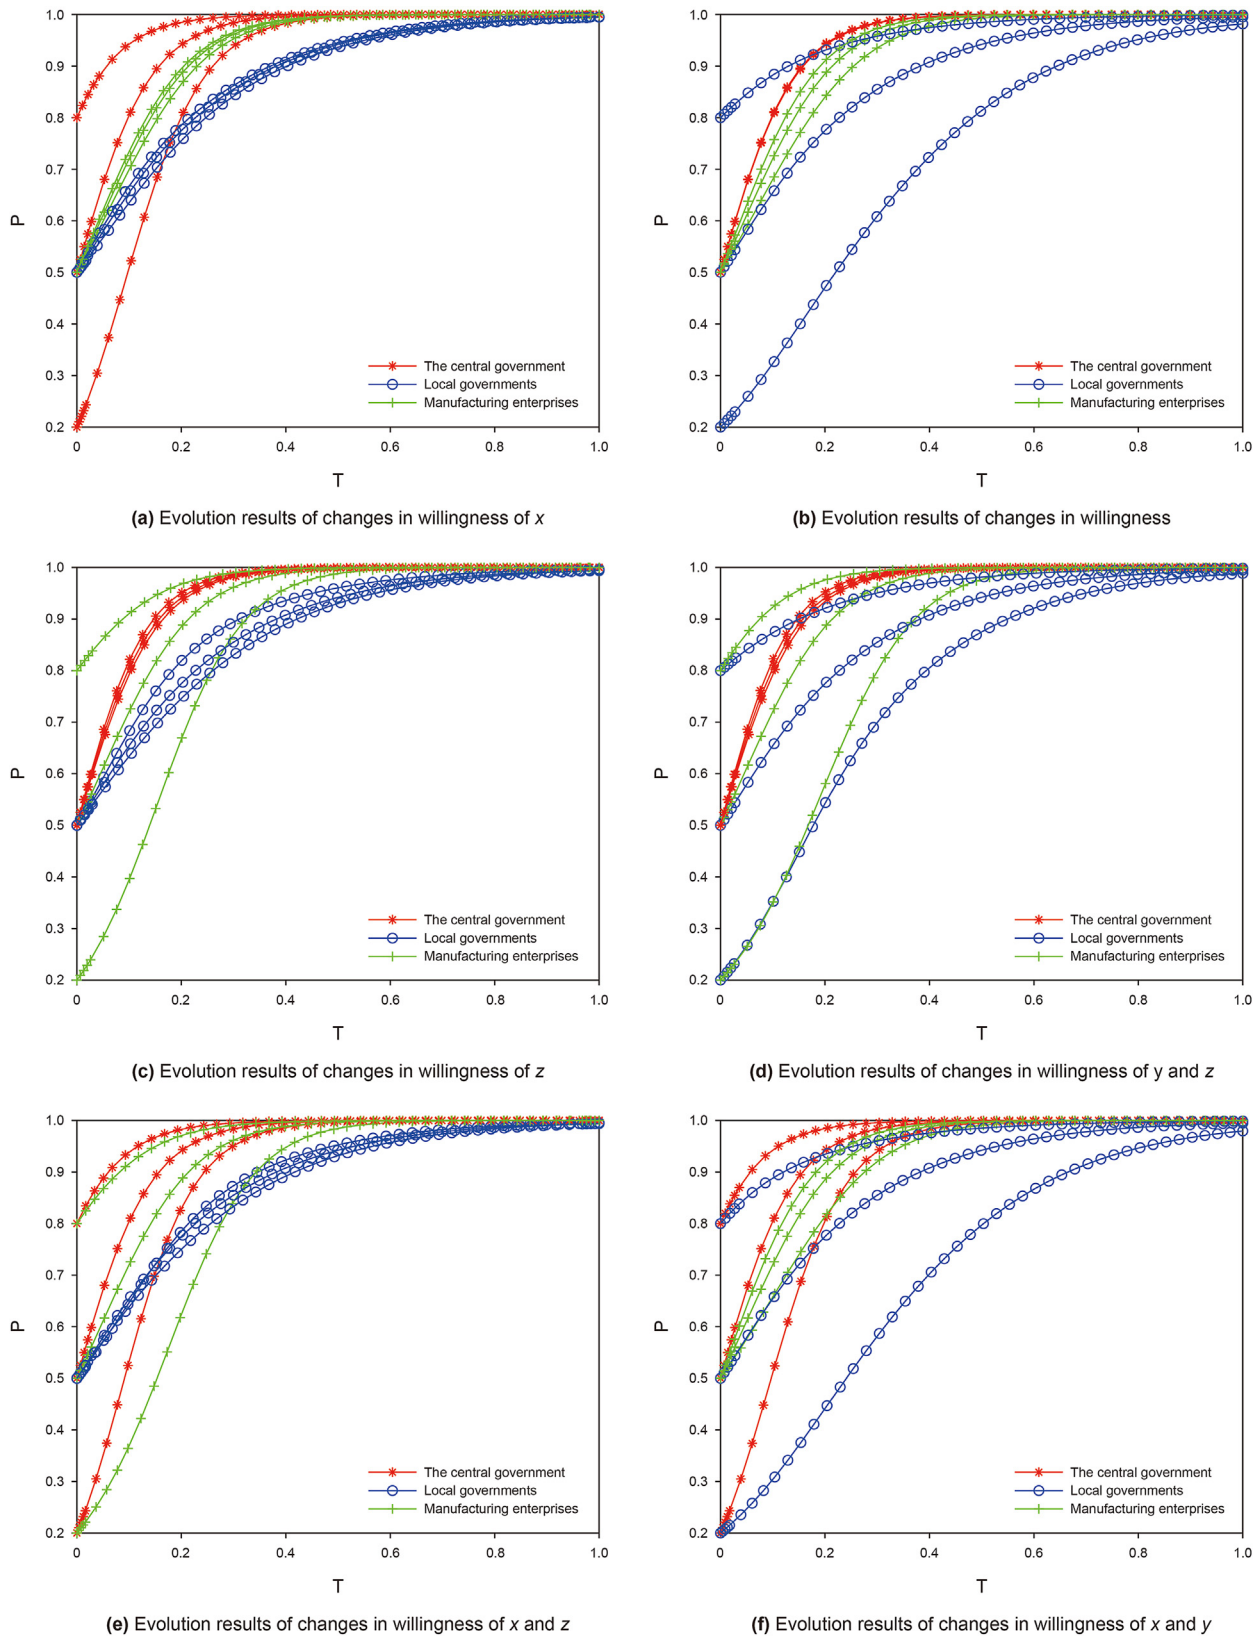 1.0
0.9
0.8
0.7
0.6
0.5
0.4
0.3
0.2
P
The central government
Local governments
Manufacturing enterprises
0 0.2 0.4 0.6 0.8 1.0
T
(a) Evolution results of changes in willingness of x
1.0
0.9
0.8
0.7
0.6
0.5
0.4
0.3
0.2
P
The central government
Local governments
Manufacturing enterprises
0 0.2 0.4 0.6 0.8 1.0
T
(b) Evolution results of changes in willingness
1.0
0.9
0.8
0.7
0.6
0.5
0.4
0.3
0.2
P
The central government
Local governments
Manufacturing enterprises
0 0.2 0.4 0.6 0.8 1.0
T
(c) Evolution results of changes in willingness of z
1.0
0.9
0.8
0.7
0.6
0.5
0.4
0.3
0.2
P
The central government
Local governments
Manufacturing enterprises
0 0.2 0.4 0.6 0.8 1.0
T
(d) Evolution results of changes in willingness of y and z
1.0
0.9
0.8
0.7
0.6
0.5
0.4
0.3
0.2
P
The central government
Local governments
Manufacturing enterprises
0 0.2 0.4 0.6 0.8 1.0
T
(e) Evolution results of changes in willingness of x and z
1.0
0.9
0.8
0.7
0.6
0.5
0.4
0.3
0.2
P
The central government
Local governments
Manufacturing enterprises
0 0.2 0.4 0.6 0.8 1.0
T
(f) Evolution results of changes in willingness of x and y